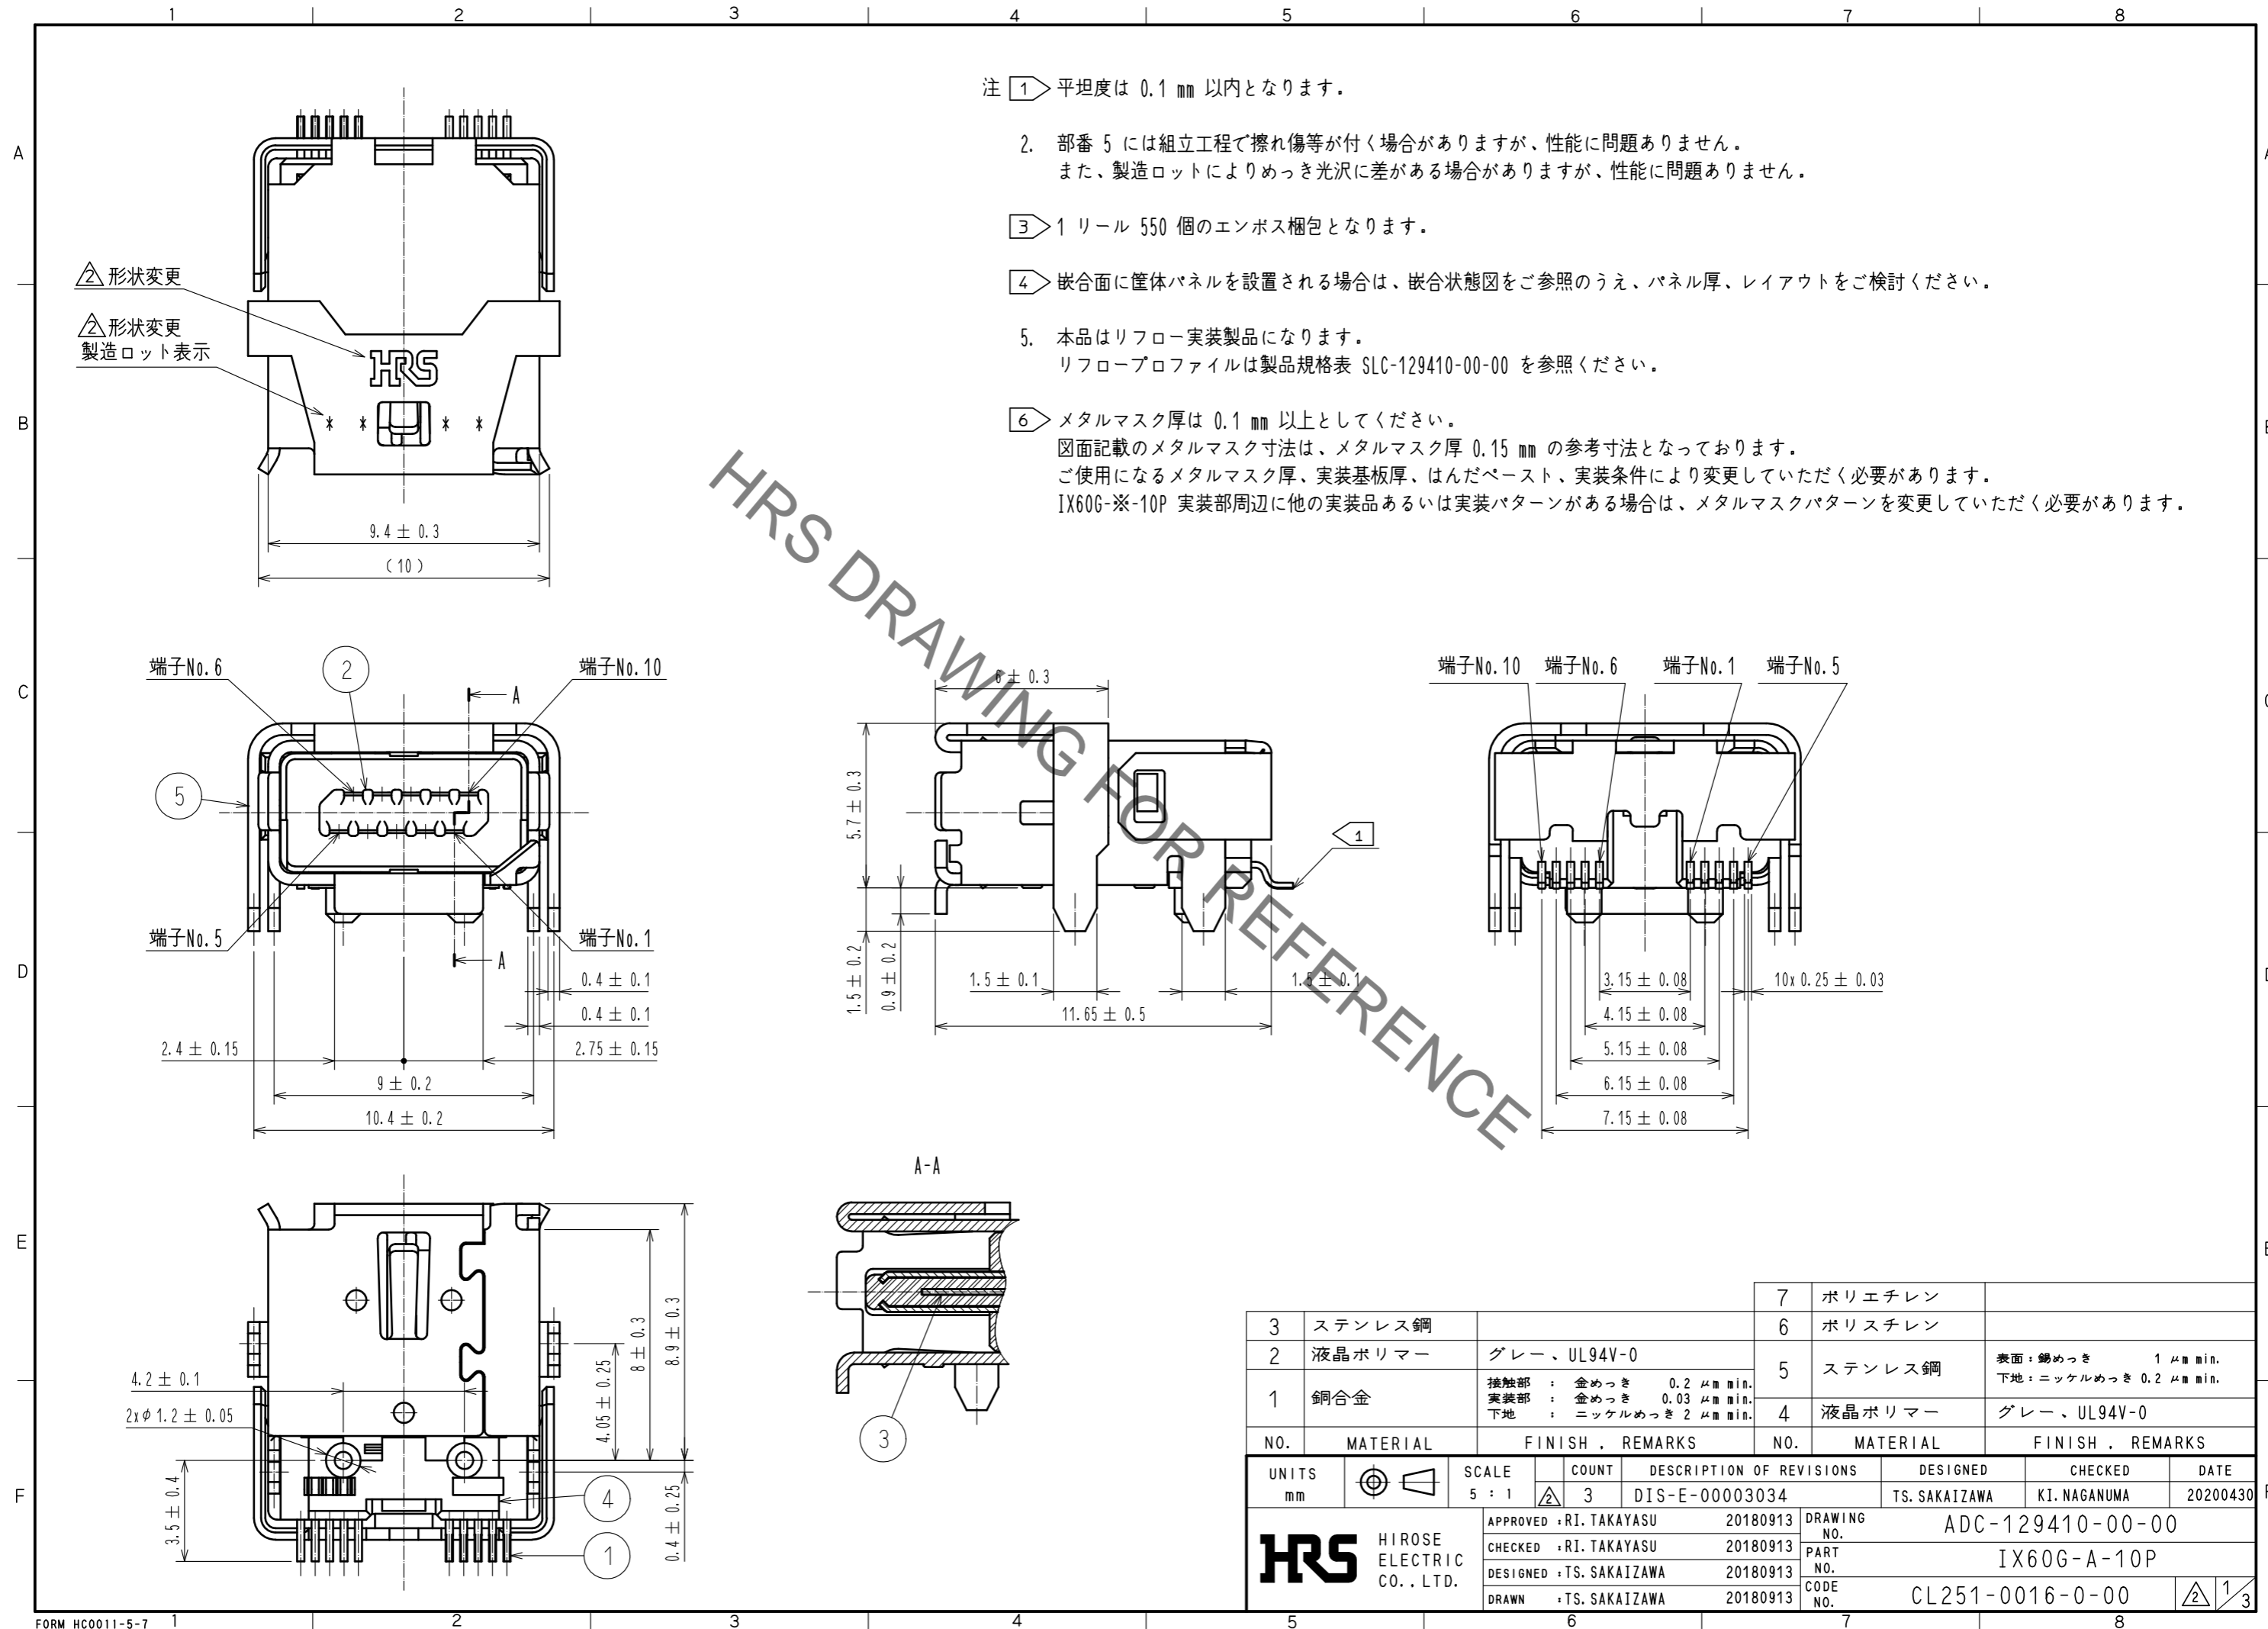 1 2 3 4 5 6 7 8
A
B
C
D
E
F
注 1 平坦度は 0.1 mm 以内となります。
2. 部番 5 には組立工程で擦れ傷等が付く場合がありますが、性能に問題ありません。
また、製造ロットによりめっき光沢に差がある場合がありますが、性能に問題ありません。
3 1 リール 550 個のエンボス梱包となります。
4 嵌合面に筐体パネルを設置される場合は、嵌合状態図をご参照のうえ、パネル厚、レイアウトをご検討ください。
5. 本品はリフロー実装製品になります。
リフロープロファイルは製品規格表 SLC-129410-00-00 を参照ください。
6 メタルマスク厚は 0.1 mm 以上としてください。
図面記載のメタルマスク寸法は、メタルマスク厚 0.15 mm の参考寸法となっております。
ご使用になるメタルマスク厚、実装基板厚、はんだペースト、実装条件により変更していただく必要があります。
IX60G-※-10P 実装部周辺に他の実装品あるいは実装パターンがある場合は、メタルマスクパターンを変更していただく必要があります。
2 形状変更
2 形状変更
製造ロット表示
HRS
9.4 ± 0.3
(10)
HRS DRAWING FOR REFERENCE
端子No.6
2
端子No.10
A
5
端子No.5
端子No.1
A
0.4 ± 0.1
0.4 ± 0.1
2.4 ± 0.15
2.75 ± 0.15
9 ± 0.2
10.4 ± 0.2
6 ± 0.3
5.7 ± 0.3
1
1.5 ± 0.2
0.9 ± 0.2
1.5 ± 0.1
1.5 ± 0.1
11.65 ± 0.5
端子No.10
端子No.6
端子No.1
端子No.5
3.15 ± 0.08
10x 0.25 ± 0.03
4.15 ± 0.08
5.15 ± 0.08
6.15 ± 0.08
7.15 ± 0.08
4.2 ± 0.1
2xφ1.2 ± 0.05
3.5 ± 0.4
4.05 ± 0.25
8 ± 0.3
8.9 ± 0.3
0.4 ± 0.25
4
1
A-A
3
7 ポリエチレン
3 ステンレス鋼 6 ポリスチレン
2 液晶ポリマー グレー、UL94V-0
1 銅合金
接触部 : 金めっき 0.2 μm min.
実装部 : 金めっき 0.03 μm min.
下地 : ニッケルめっき 2 μm min.
5 ステンレス鋼
表面:錫めっき 1 μm min.
下地:ニッケルめっき 0.2 μm min.
4 液晶ポリマー グレー、UL94V-0
NO. MATERIAL FINISH . REMARKS NO. MATERIAL FINISH . REMARKS
UNITS
mm
SCALE
5 : 1
COUNT DESCRIPTION OF REVISIONS DESIGNED CHECKED DATE
2 3 DIS-E-00003034 TS.SAKAIZAWA KI.NAGANUMA 20200430
HRS
HIROSE
ELECTRIC
CO.,LTD.
APPROVED :RI.TAKAYASU 20180913
CHECKED :RI.TAKAYASU 20180913
DESIGNED :TS.SAKAIZAWA 20180913
DRAWN :TS.SAKAIZAWA 20180913
DRAWING NO. ADC-129410-00-00
PART NO. IX60G-A-10P
CODE NO. CL251-0016-0-00
2 1/3
FORM HC0011-5-7
1 2 3 4 5 6 7 8